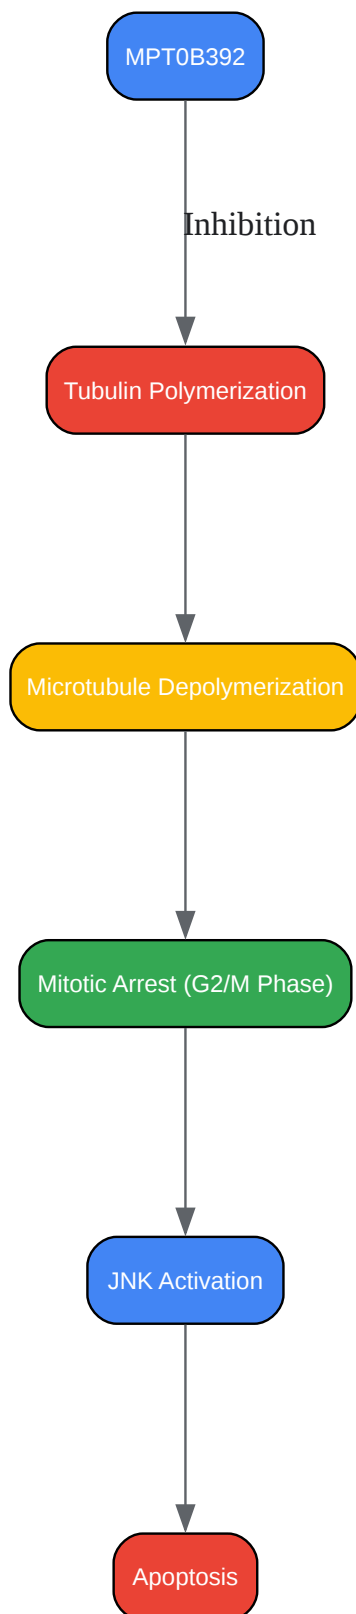 MPT0B392
Inhibition
Tubulin Polymerization
Microtubule Depolymerization
Mitotic Arrest (G2/M Phase)
JNK Activation
Apoptosis